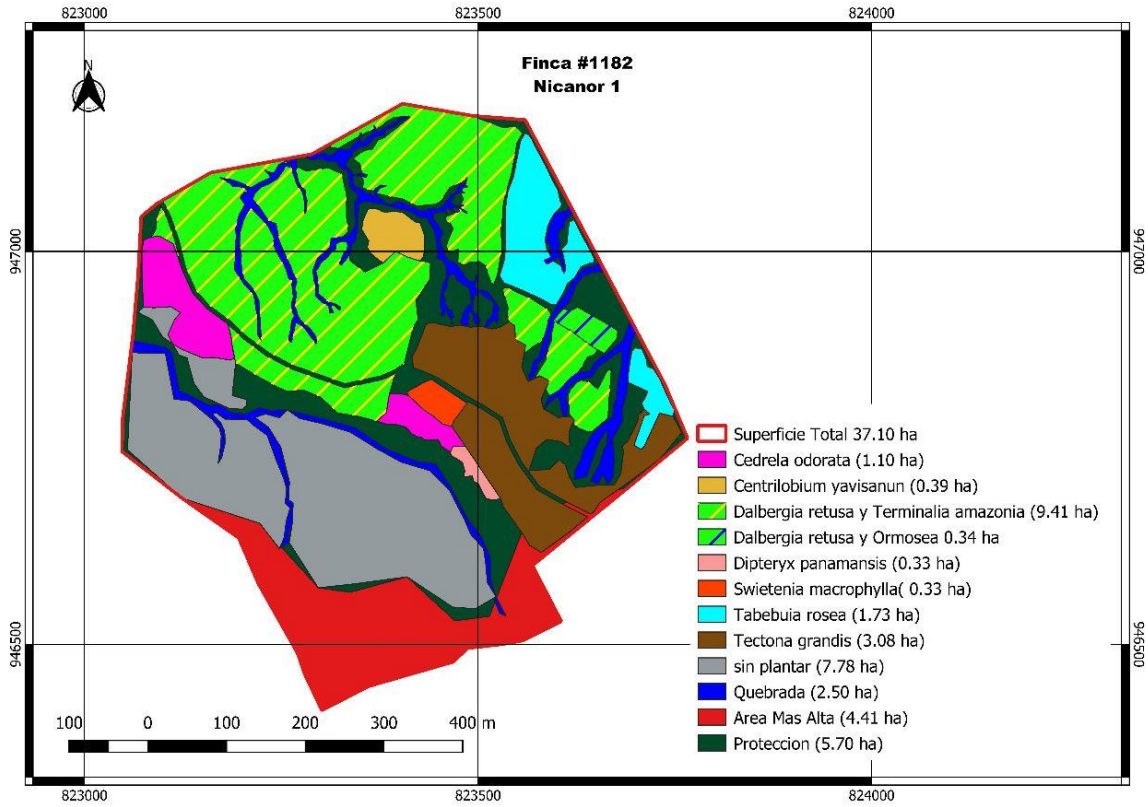 823000 823500 824000
Finca #1182
Nicanor 1
N
947000 947000
946500 946500
Superficie Total 37.10 ha
Cedrela odorata (1.10 ha)
Centrilobium yavisanun (0.39 ha)
Dalbergia retusa y Terminalia amazonia (9.41 ha)
Dalbergia retusa y Ormosea 0.34 ha
Dipteryx panamansis (0.33 ha)
Swietenia macrophylla( 0.33 ha)
Tabebuia rosea (1.73 ha)
Tectona grandis (3.08 ha)
sin plantar (7.78 ha)
Quebrada (2.50 ha)
Area Mas Alta (4.41 ha)
Proteccion (5.70 ha)
100 0 100 200 300 400 m
823000 823500 824000